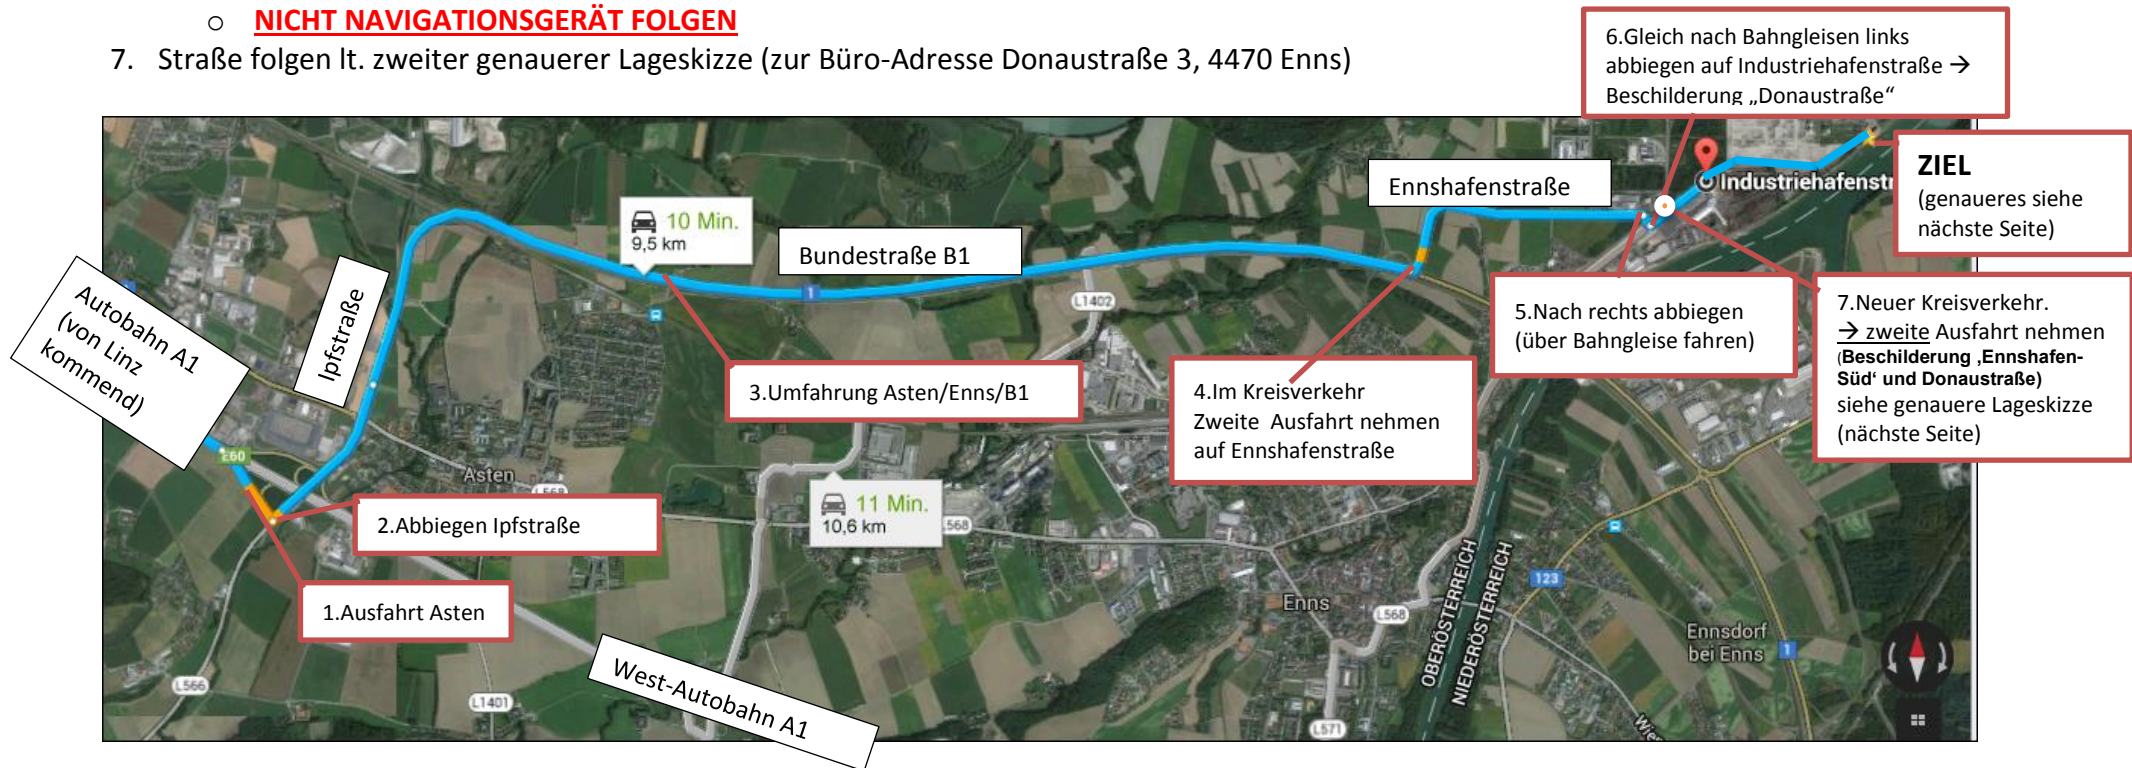 o NICHT NAVIGATIONSGERÄT FOLGEN
7. Straße folgen lt. zweiter genauerer Lageskizze (zur Büro-Adresse Donaustraße 3, 4470 Enns)
6.Gleich nach Bahngleisen links
abbiegen auf Industriehafenstraße →
Beschilderung „Donaustraße“
ZIEL
(genaueres siehe
nächste Seite)
Industriehafenstr
Ennshafenstraße
10 Min.
9,5 km
Bundestraße B1
1
L1402
Autobahn A1
(von Linz
kommend)
Ipfstraße
5.Nach rechts abbiegen
(über Bahngleise fahren)
7.Neuer Kreisverkehr.
→ zweite Ausfahrt nehmen
(Beschilderung ‚Ennshafen-
Süd‘ und Donaustraße)
siehe genauere Lageskizze
(nächste Seite)
3.Umfahrung Asten/Enns/B1
4.Im Kreisverkehr
Zweite Ausfahrt nehmen
auf Ennshafenstraße
E60
Asten
L568
11 Min.
10,6 km
568
2.Abbiegen Ipfstraße
1.Ausfahrt Asten
OBERÖSTERREICH
NIEDERÖSTERREICH
123
Enns
L568
Ennsdorf
bei Enns
1
L566
L1401
West-Autobahn A1
L571
Wien